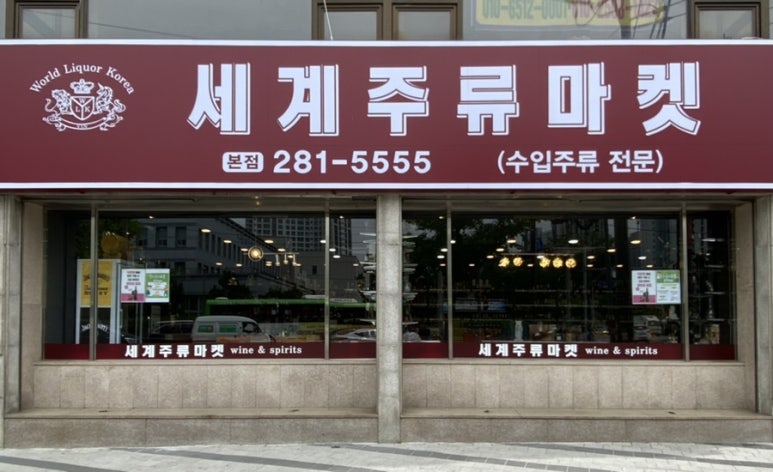 World Liquor Korea
세계주류마켓
본점 281-5555 (수입주류 전문)
세계주류마켓 wine & spirits
세계주류마켓 wine & spirits